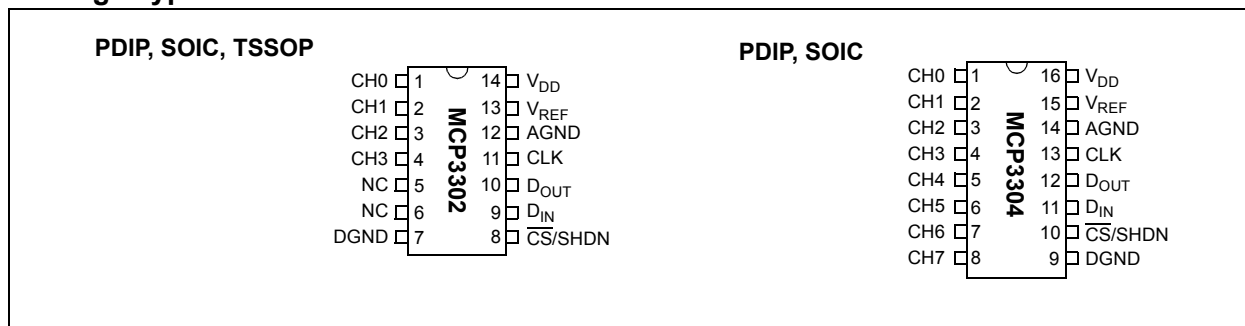 PDIP, SOIC, TSSOP
CH0 1 14 VDD
CH1 2 13 VREF
CH2 3 12 AGND
CH3 4 11 CLK
NC 5 10 DOUT
NC 6 9 DIN
DGND 7 8 CS/SHDN
MCP3302
PDIP, SOIC
CH0 1 16 VDD
CH1 2 15 VREF
CH2 3 14 AGND
CH3 4 13 CLK
CH4 5 12 DOUT
CH5 6 11 DIN
CH6 7 10 CS/SHDN
CH7 8 9 DGND
MCP3304